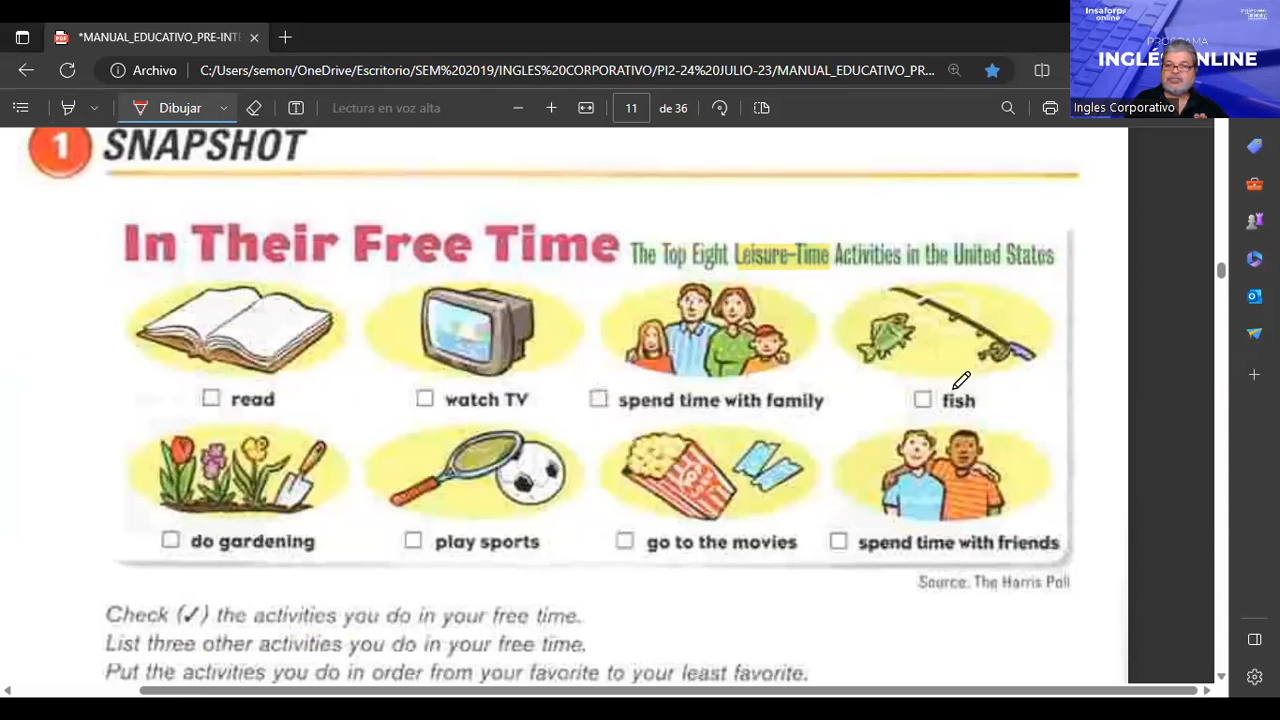 *MANUAL_EDUCATIVO_PRE-INTE
Archivo
C:/Users/semon/OneDrive/Escritorio/SEM%2029/INGLES%20CORPORATIVO/PI2-24%20JULIO-23/MANUAL_EDUCATIVO_PR...
Dibujar
Lectura en voz alta
11
de 36
Insaforp
online
PROGRAMA
INGLÉS ONLINE
Ingles Corporativo
1 SNAPSHOT
In Their Free Time The Top Eight Leisure-Time Activities in the United States
read
watch TV
spend time with family
fish
do gardening
play sports
go to the movies
spend time with friends
Source: The Harris Poll
Check (✓) the activities you do in your free time.
List three other activities you do in your free time.
Put the activities you do in order from your favorite to your least favorite.